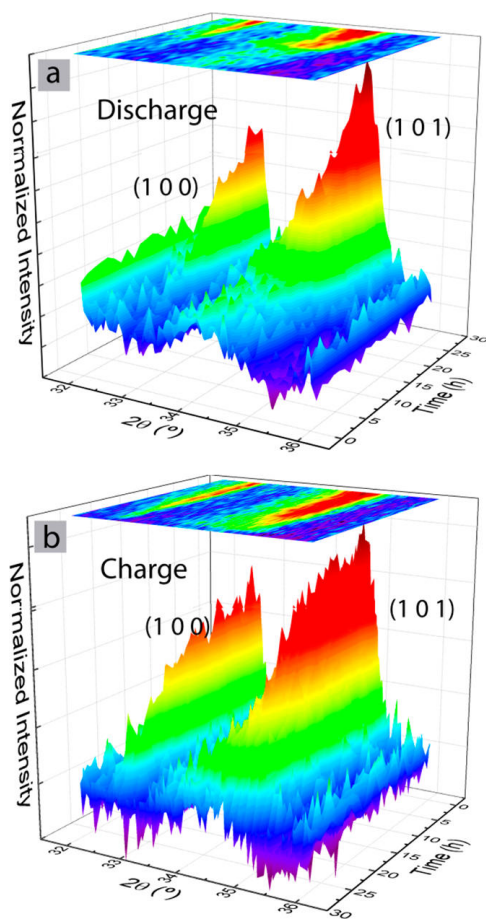 a
Discharge
(1 0 0)
(1 0 1)
Normalized Intensity
32
33
34
35
36
2θ (º)
0
5
10
15
20
25
30
Time (h)
b
Charge
(1 0 0)
(1 0 1)
Normalized Intensity
32
33
34
35
36
2θ (º)
30
25
20
15
10
5
0
Time (h)